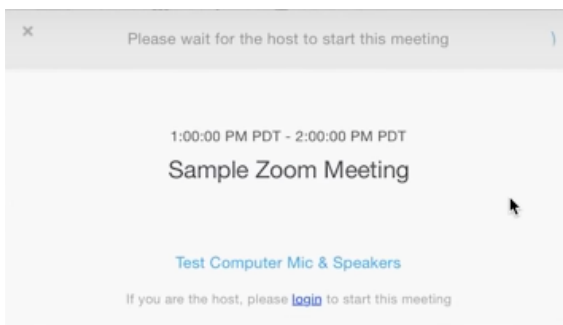 Please wait for the host to start this meeting
1:00:00 PM PDT - 2:00:00 PM PDT
Sample Zoom Meeting
Test Computer Mic & Speakers
If you are the host, please login to start this meeting